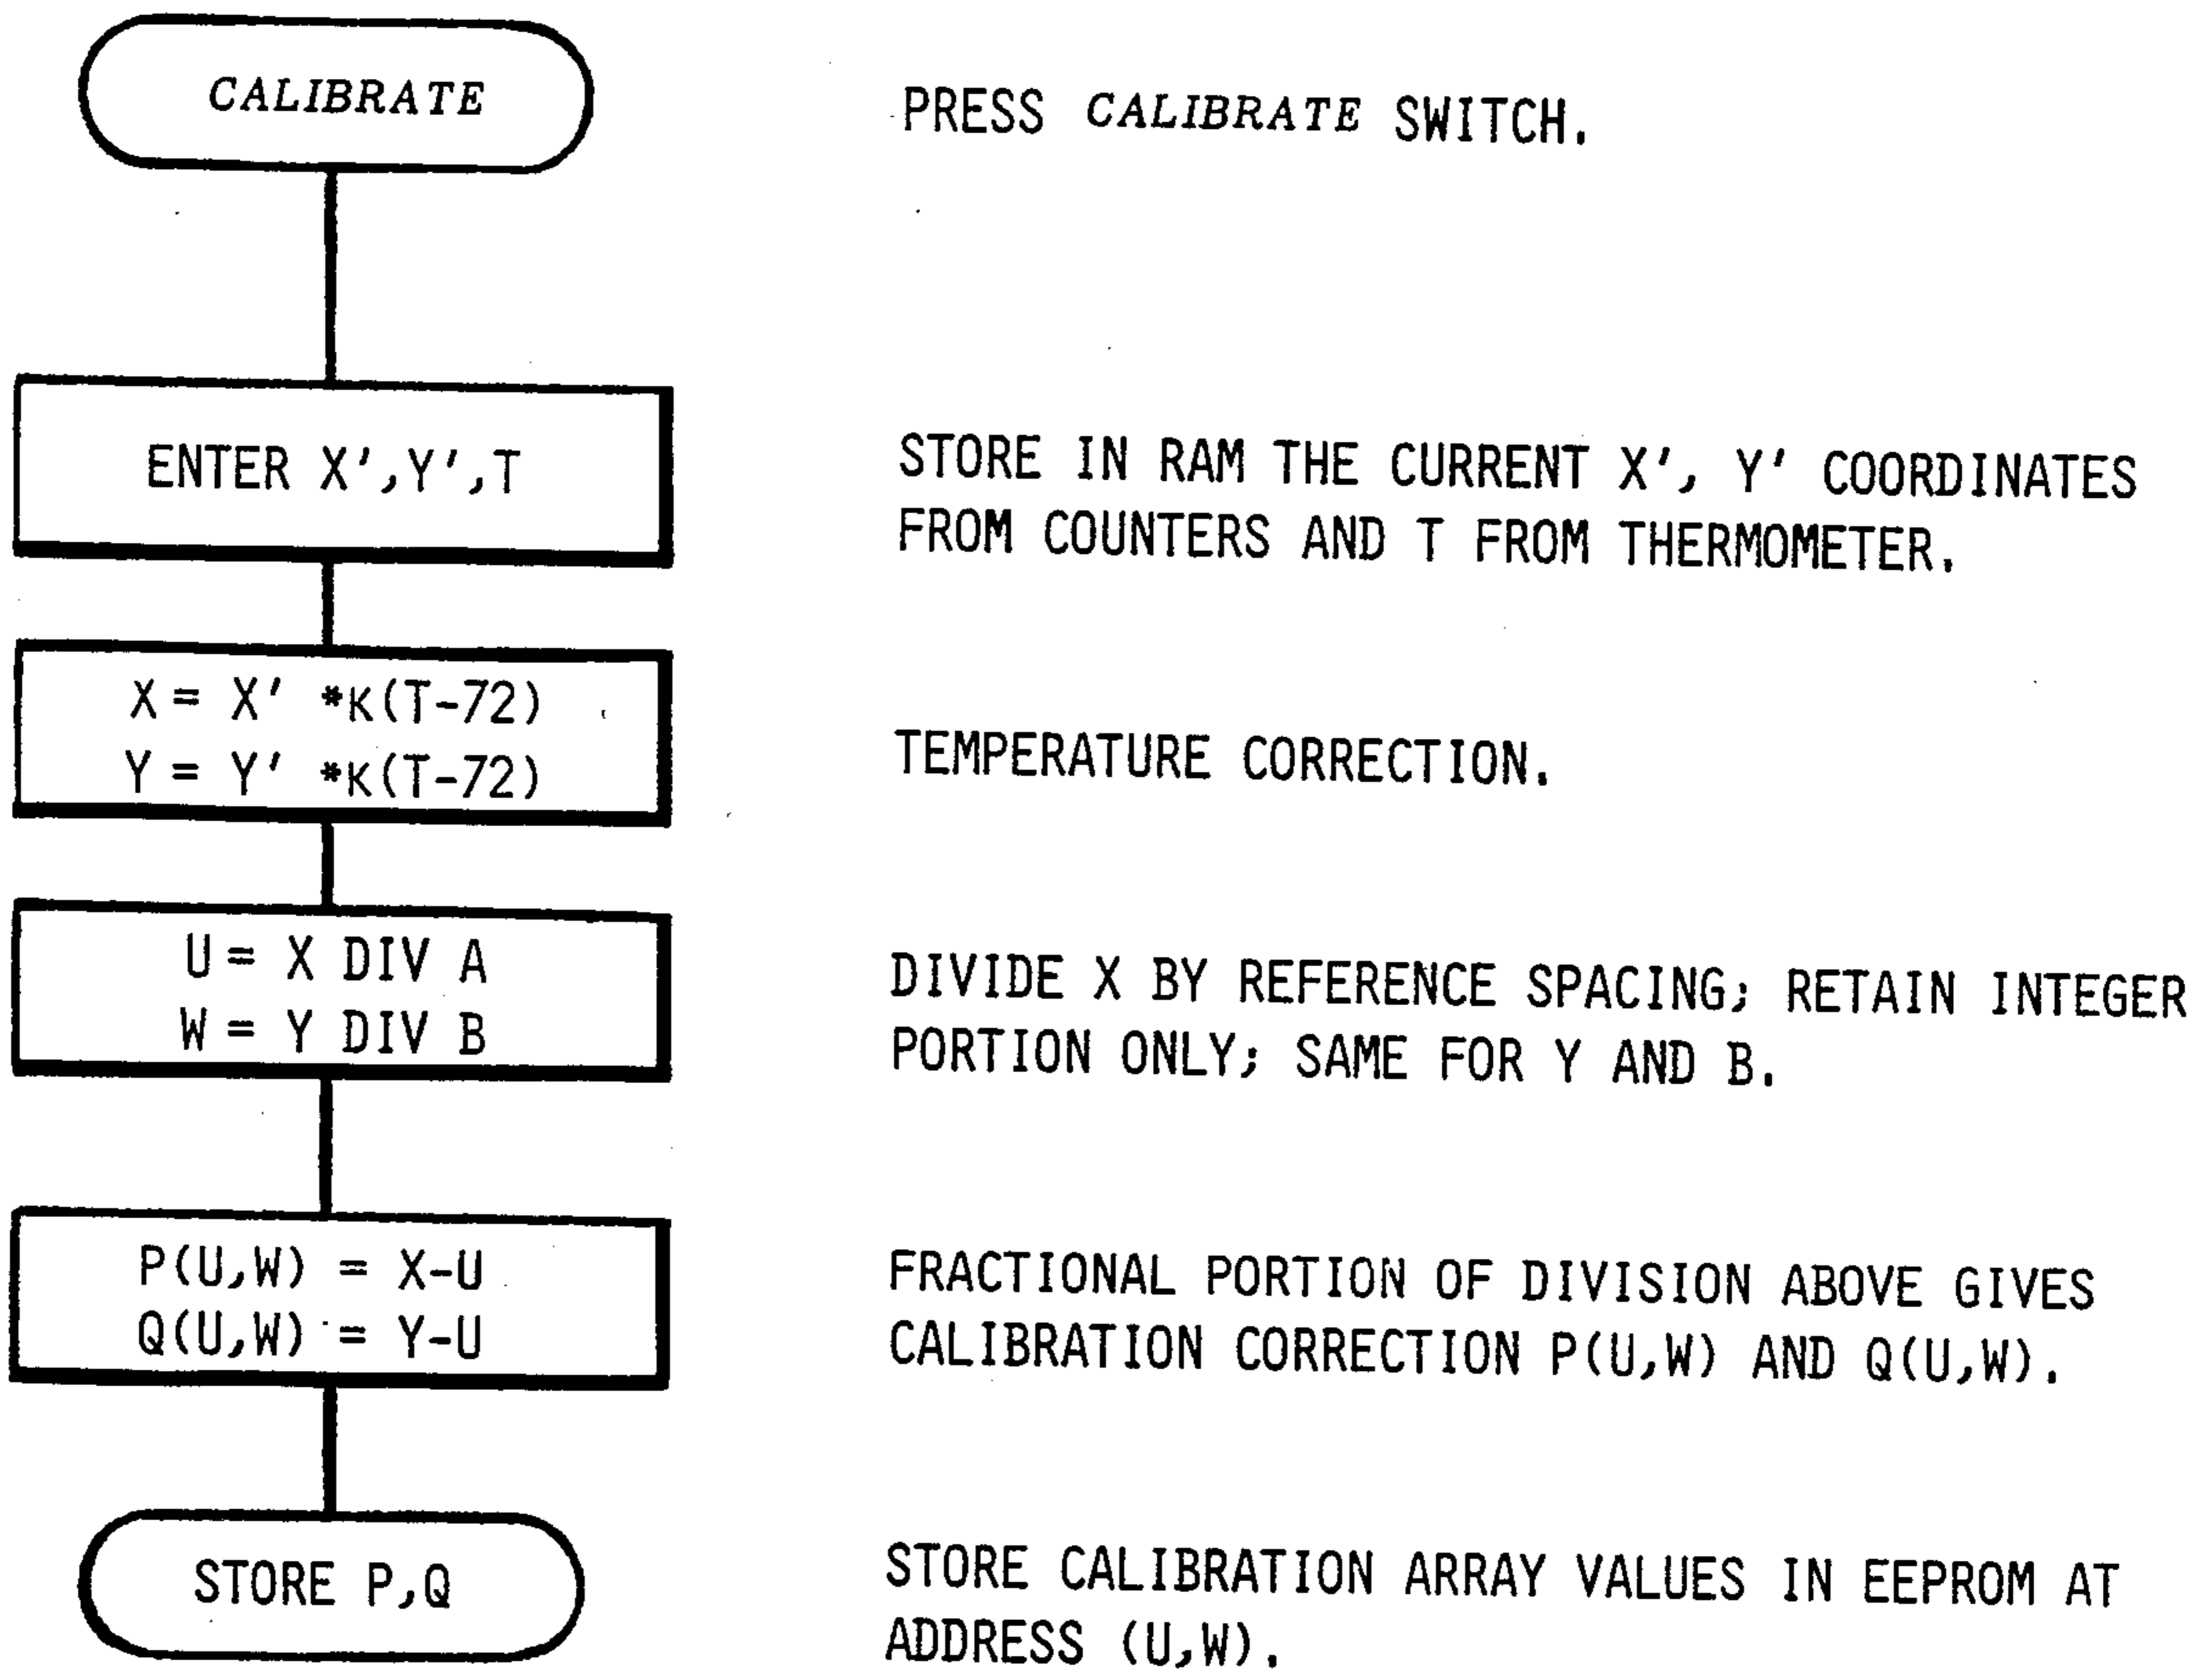 CALIBRATE
PRESS CALIBRATE SWITCH.
ENTER X',Y',T
STORE IN RAM THE CURRENT X', Y' COORDINATES
FROM COUNTERS AND T FROM THERMOMETER.
X = X' *K(T-72)
Y = Y' *K(T-72)
TEMPERATURE CORRECTION.
U = X DIV A
W = Y DIV B
DIVIDE X BY REFERENCE SPACING; RETAIN INTEGER
PORTION ONLY; SAME FOR Y AND B.
P(U,W) = X-U
Q(U,W) = Y-U
FRACTIONAL PORTION OF DIVISION ABOVE GIVES
CALIBRATION CORRECTION P(U,W) AND Q(U,W).
STORE P,Q
STORE CALIBRATION ARRAY VALUES IN EEPROM AT
ADDRESS (U,W).